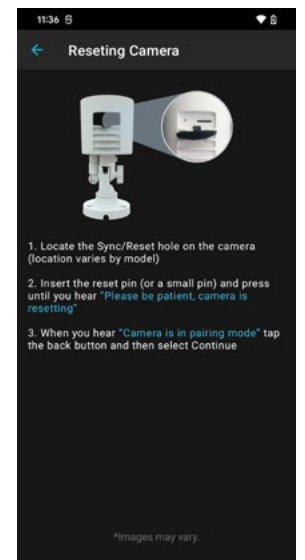 11:36
Reseting Camera
1. Locate the Sync/Reset hole on the camera
(location varies by model)
2. Insert the reset pin (or a small pin) and press
until you hear "Please be patient, camera is
resetting"
3. When you hear "Camera is in pairing mode" tap
the back button and then select Continue
*Images may vary.